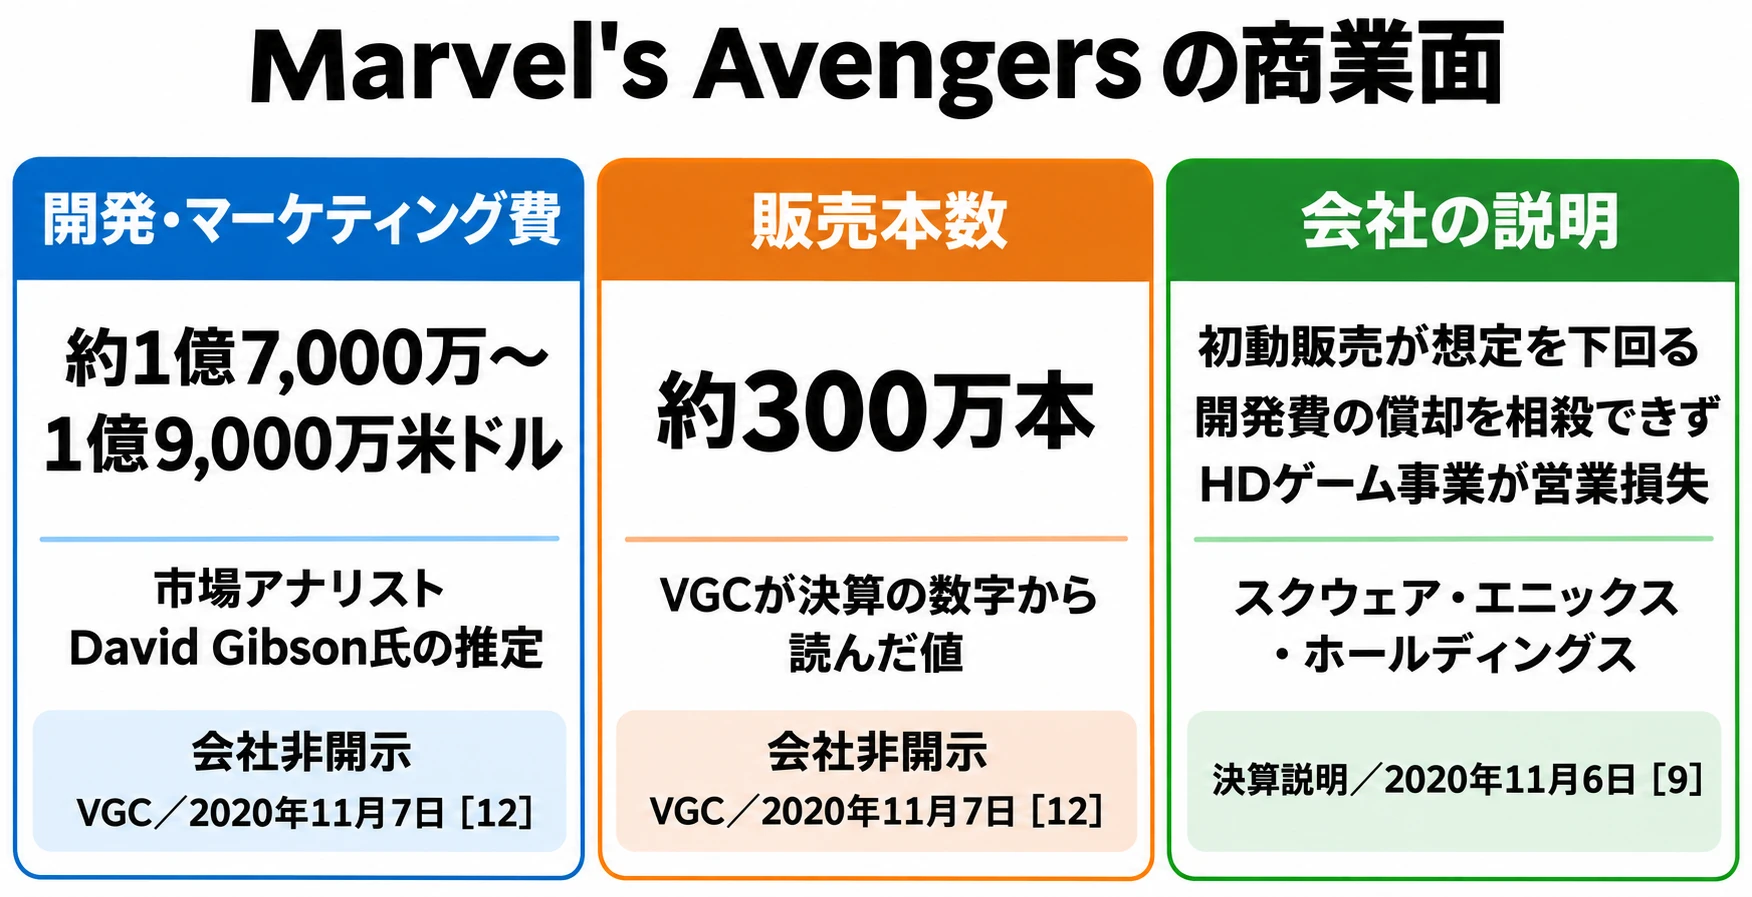 Marvel's Avengers の商業面
開発・マーケティング費
約1億7,000万～
1億9,000万米ドル
市場アナリスト
David Gibson氏の推定
会社非開示
VGC／2020年11月7日 [12]
販売本数
約300万本
VGCが決算の数字から
読んだ値
会社非開示
VGC／2020年11月7日 [12]
会社の説明
初動販売が想定を下回る
開発費の償却を相殺できず
HDゲーム事業が営業損失
スクウェア・エニックス
・ホールディングス
決算説明／2020年11月6日 [9]